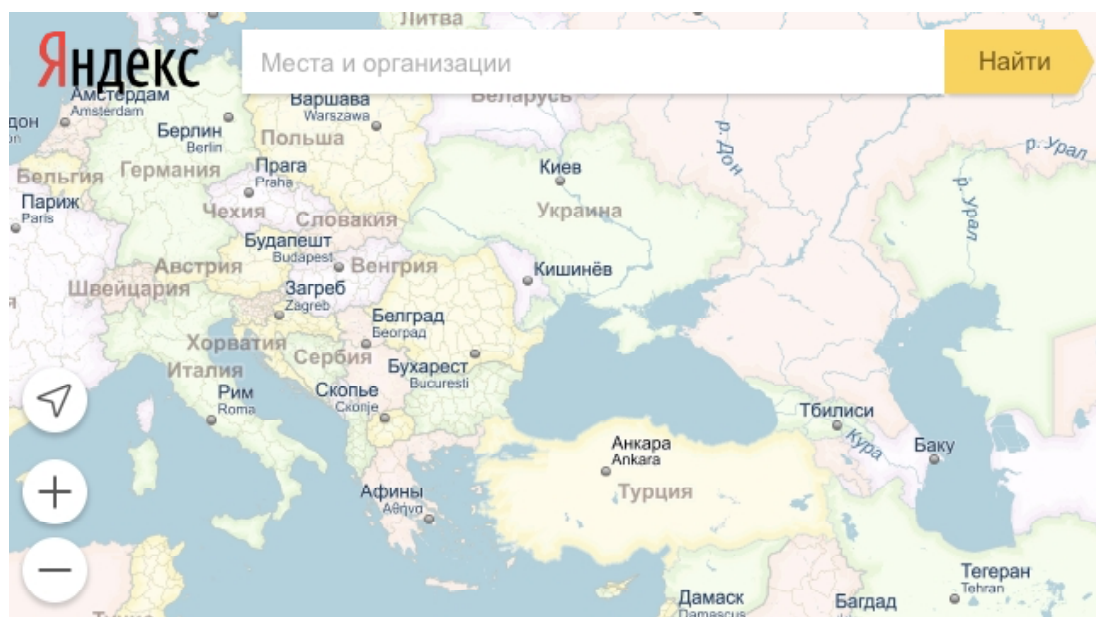 Литва
Яндекс
Места и организации
Найти
Амстердам
Amsterdam
Варшава
Warszawa
Беларусь
дон
Берлин
Berlin
Польша
р. Дон
р. Урал
Бельгия
Германия
Прага
Praha
Киев
р. Урал
Париж
Paris
Чехия
Словакия
Украина
Будапешт
Budapest
Австрия
Венгрия
Кишинёв
Швейцария
Загреб
Zagreb
Белград
Београд
Хорватия
Сербия
Италия
Бухарест
Bucuresti
Рим
Roma
Скопье
Скопје
Тбилиси
Кура
Баку
Анкара
Ankara
Турция
Афины
Αθήνα
Тегеран
Tehran
Дамаск
Damascus
Багдад